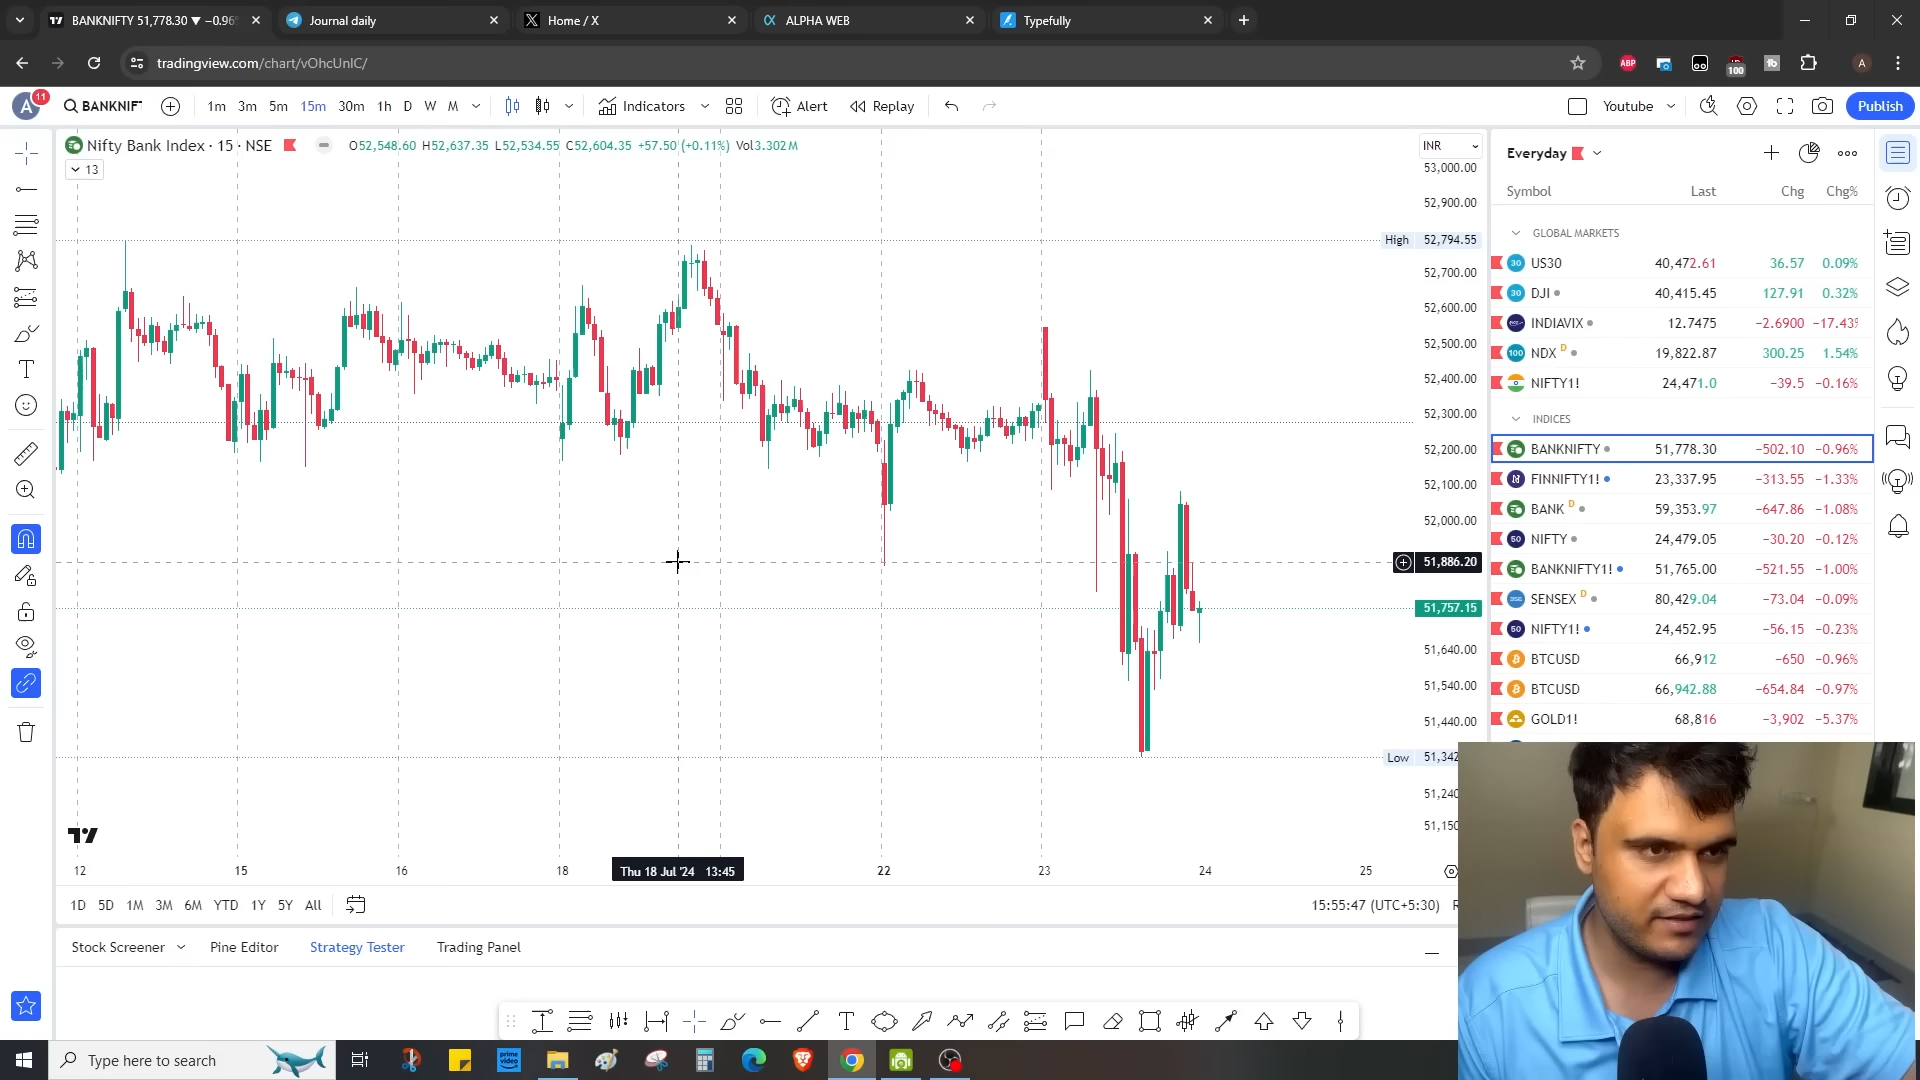 BANKNIFTY 51,778.30 ▼ −0.96
Journal daily
Home / X
ALPHA WEB
Typefully
tradingview.com/chart/vOhcUnIC/
ABP
100
A
A 11
BANKNIF
1m 3m 5m 15m 30m 1h D W M
Indicators
Alert
Replay
Youtube
Publish
Nifty Bank Index · 15 · NSE
O52,548.60 H52,637.35 L52,534.55 C52,604.35 +57.50 (+0.11%) Vol3.302M
13
INR
53,000.00
52,900.00
High 52,794.55
52,700.00
52,600.00
52,500.00
52,400.00
52,300.00
52,200.00
52,100.00
52,000.00
51,886.20
51,757.15
51,640.00
51,540.00
51,440.00
Low 51,342
51,240
51,150
12 15 16 18 Thu 18 Jul '24 13:45 22 23 24 25
1D 5D 1M 3M 6M YTD 1Y 5Y All
15:55:47 (UTC+5:30)
Stock Screener Pine Editor Strategy Tester Trading Panel
Everyday
Symbol Last Chg Chg%
GLOBAL MARKETS
30 US30 40,472.61 36.57 0.09%
30 DJI 40,415.45 127.91 0.32%
INDIAVIX 12.7475 −2.6900 −17.43
100 NDX D 19,822.87 300.25 1.54%
NIFTY1! 24,471.0 −39.5 −0.16%
INDICES
BANKNIFTY 51,778.30 −502.10 −0.96%
FINNIFTY1! 23,337.95 −313.55 −1.33%
BANK D 59,353.97 −647.86 −1.08%
50 NIFTY 24,479.05 −30.20 −0.12%
BANKNIFTY1! 51,765.00 −521.55 −1.00%
SENSEX D 80,429.04 −73.04 −0.09%
50 NIFTY1! 24,452.95 −56.15 −0.23%
BTCUSD 66,912 −650 −0.96%
BTCUSD 66,942.88 −654.84 −0.97%
GOLD1! 68,816 −3,902 −5.37%
Type here to search
prime video